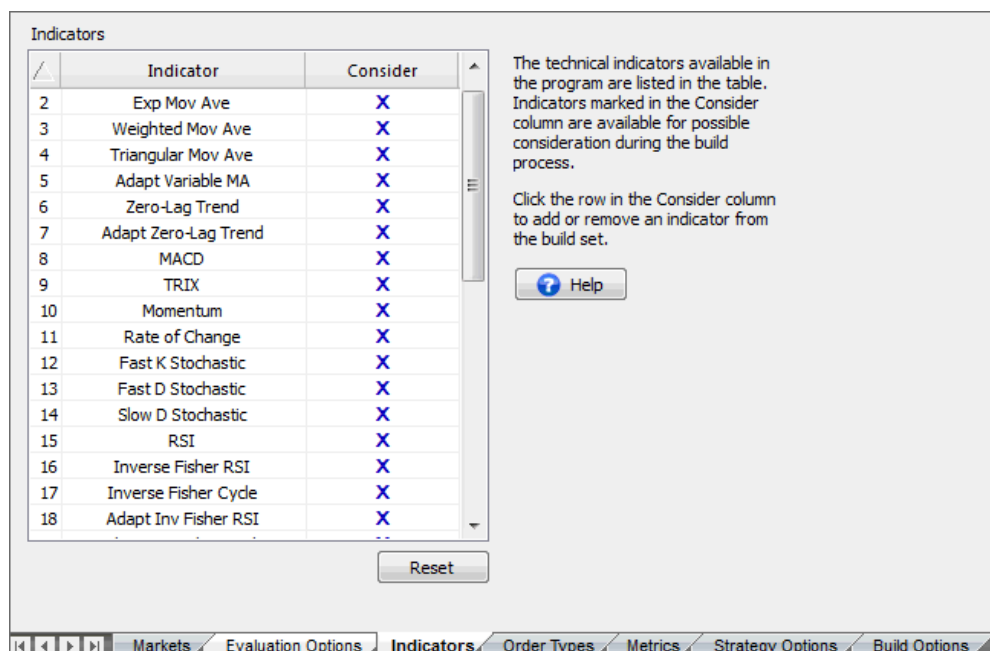 Indicators
Indicator Consider
2 Exp Mov Ave X
3 Weighted Mov Ave X
4 Triangular Mov Ave X
5 Adapt Variable MA X
6 Zero-Lag Trend X
7 Adapt Zero-Lag Trend X
8 MACD X
9 TRIX X
10 Momentum X
11 Rate of Change X
12 Fast K Stochastic X
13 Fast D Stochastic X
14 Slow D Stochastic X
15 RSI X
16 Inverse Fisher RSI X
17 Inverse Fisher Cycle X
18 Adapt Inv Fisher RSI X
Reset
The technical indicators available in
the program are listed in the table.
Indicators marked in the Consider
column are available for possible
consideration during the build
process.
Click the row in the Consider column
to add or remove an indicator from
the build set.
? Help
Markets Evaluation Options Indicators Order Types Metrics Strategy Options Build Options